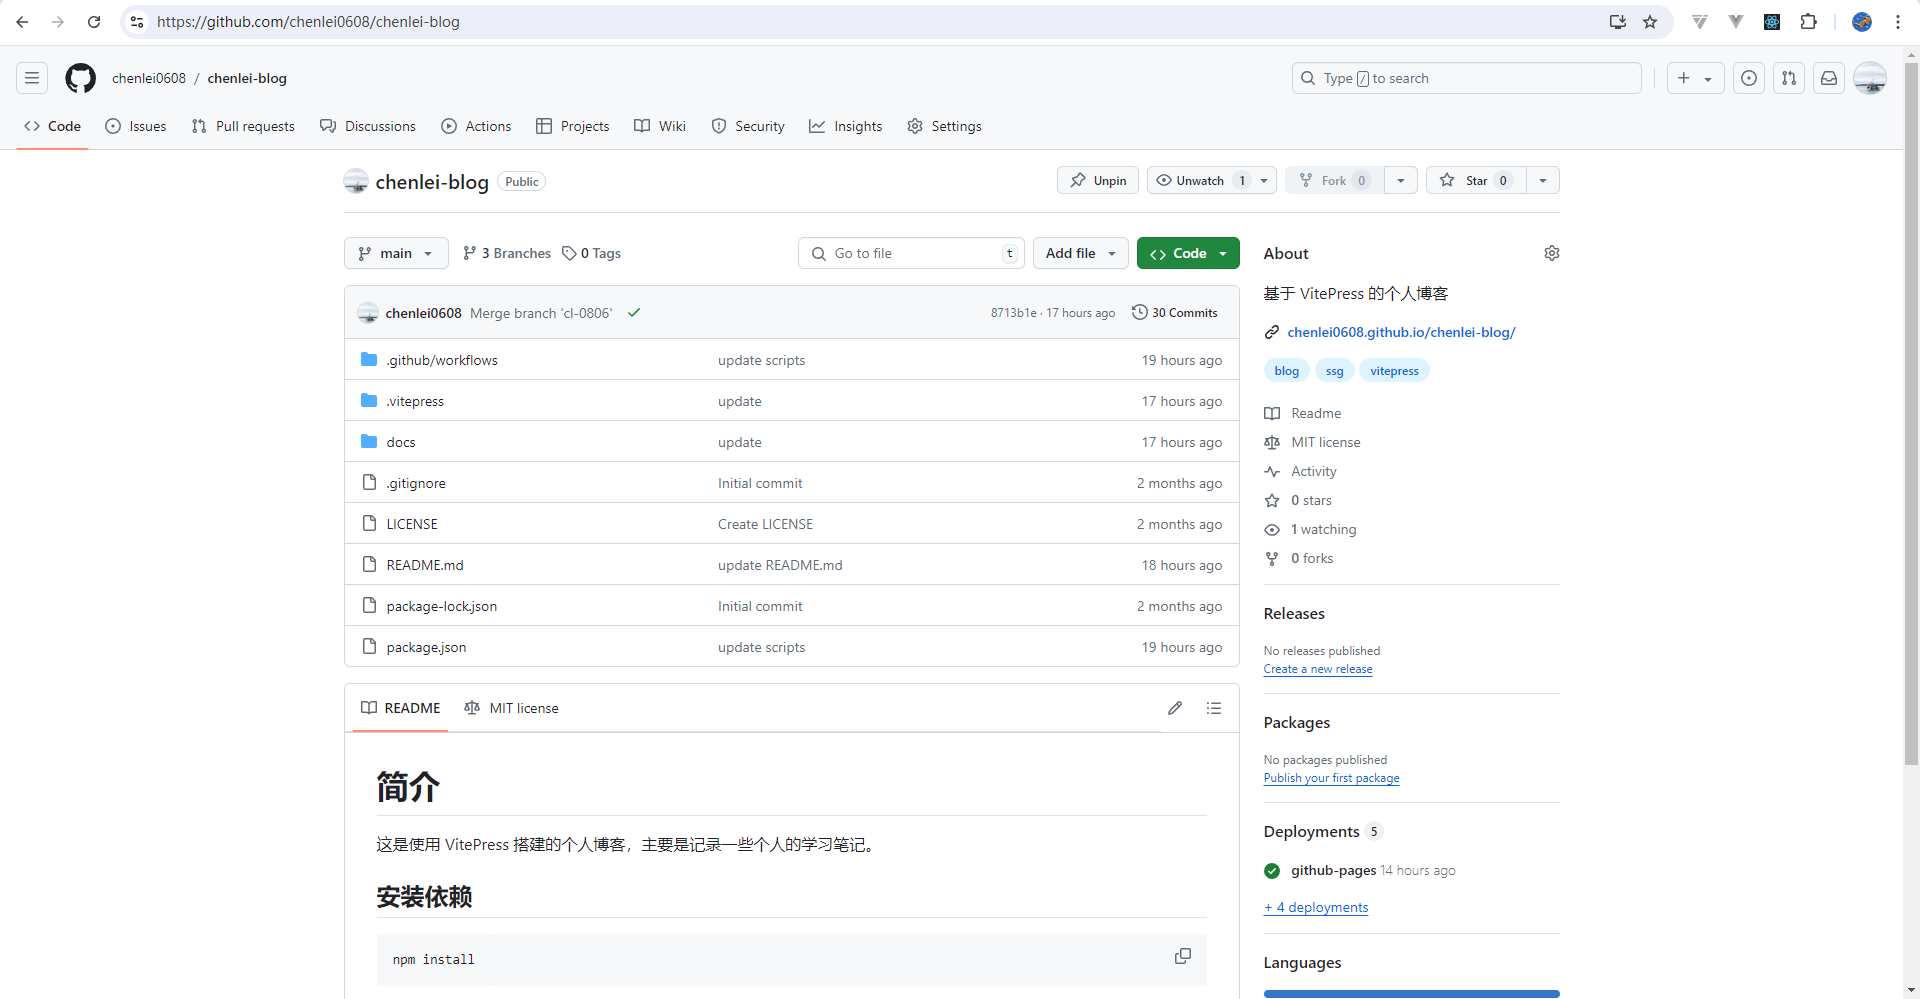 https://github.com/chenlei0608/chenlei-blog
chenlei0608 / chenlei-blog
Type / to search
Code Issues Pull requests Discussions Actions Projects Wiki Security Insights Settings
chenlei-blog Public
Unpin Unwatch 1 Fork 0 Star 0
main 3 Branches 0 Tags Go to file t Add file Code
chenlei0608 Merge branch 'cl-0806' 8713b1e · 17 hours ago 30 Commits
.github/workflows update scripts 19 hours ago
.vitepress update 17 hours ago
docs update 17 hours ago
.gitignore Initial commit 2 months ago
LICENSE Create LICENSE 2 months ago
README.md update README.md 18 hours ago
package-lock.json Initial commit 2 months ago
package.json update scripts 19 hours ago
README MIT license
简介
这是使用 VitePress 搭建的个人博客，主要是记录一些个人的学习笔记。
安装依赖
npm install
About
基于 VitePress 的个人博客
chenlei0608.github.io/chenlei-blog/
blog ssg vitepress
Readme
MIT license
Activity
0 stars
1 watching
0 forks
Releases
No releases published
Create a new release
Packages
No packages published
Publish your first package
Deployments 5
github-pages 14 hours ago
+ 4 deployments
Languages